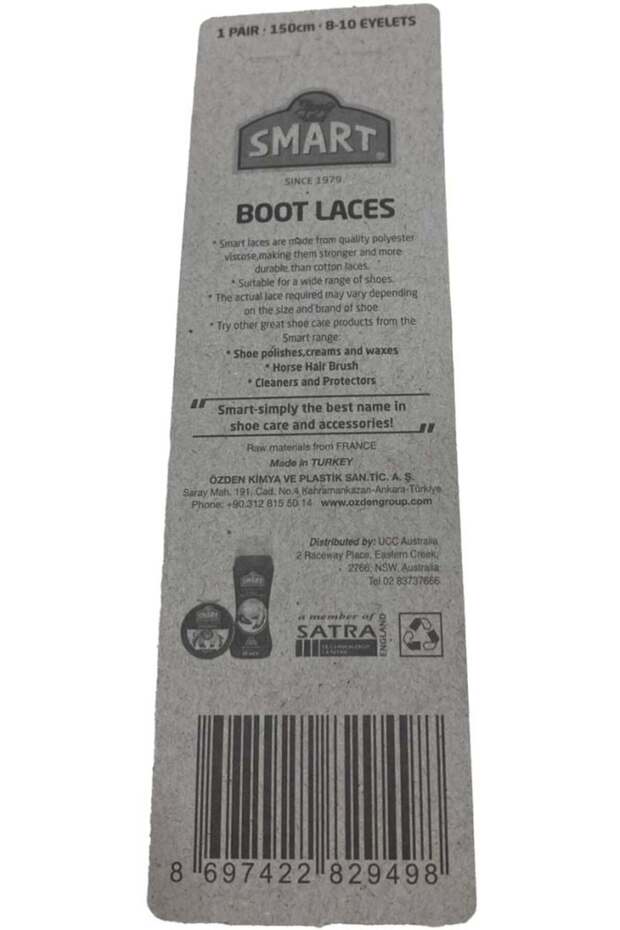 1 PAIR · 150cm · 8-10 EYELETS
SMART
SINCE 1979
BOOT LACES
* Smart laces are made from quality polyester
viscose,making them stronger and more
durable than cotton laces.
* Suitable for a wide range of shoes.
* The actual lace required may vary depending
on the size and brand of shoe.
* Try other great shoe care products from the
Smart range:
* Shoe polishes,creams and waxes
* Horse Hair Brush
* Cleaners and Protectors
" Smart-simply the best name in
shoe care and accessories! "
Raw materials from FRANCE
Made in TURKEY
ÖZDEN KİMYA VE PLASTİK SAN.TİC. A. Ş.
Saray Mah. 191. Cad. No.4 Kahramankazan-Ankara-Türkiye
Phone: +90.312 815 50 14 www.ozdengroup.com
Distributed by: UCC Australia
2 Raceway Place, Eastern Creek,
2766, NSW, Australia
Tel 02 83737666
SMART
SMART
a member of
SATRA
TECHNOLOGY
CENTRE
ENGLAND
8 697422 829498